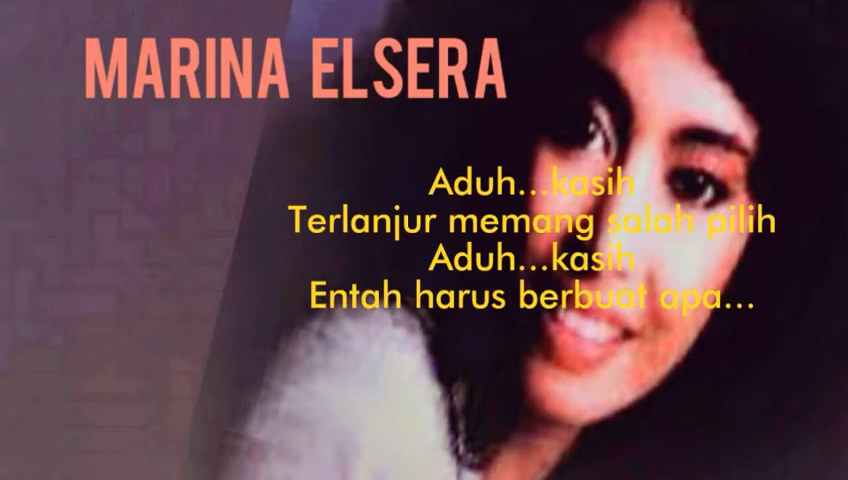 MARINA ELSERA
Aduh...kasih
Terlanjur memang salah pilih
Aduh...kasih
Entah harus berbuat apa...